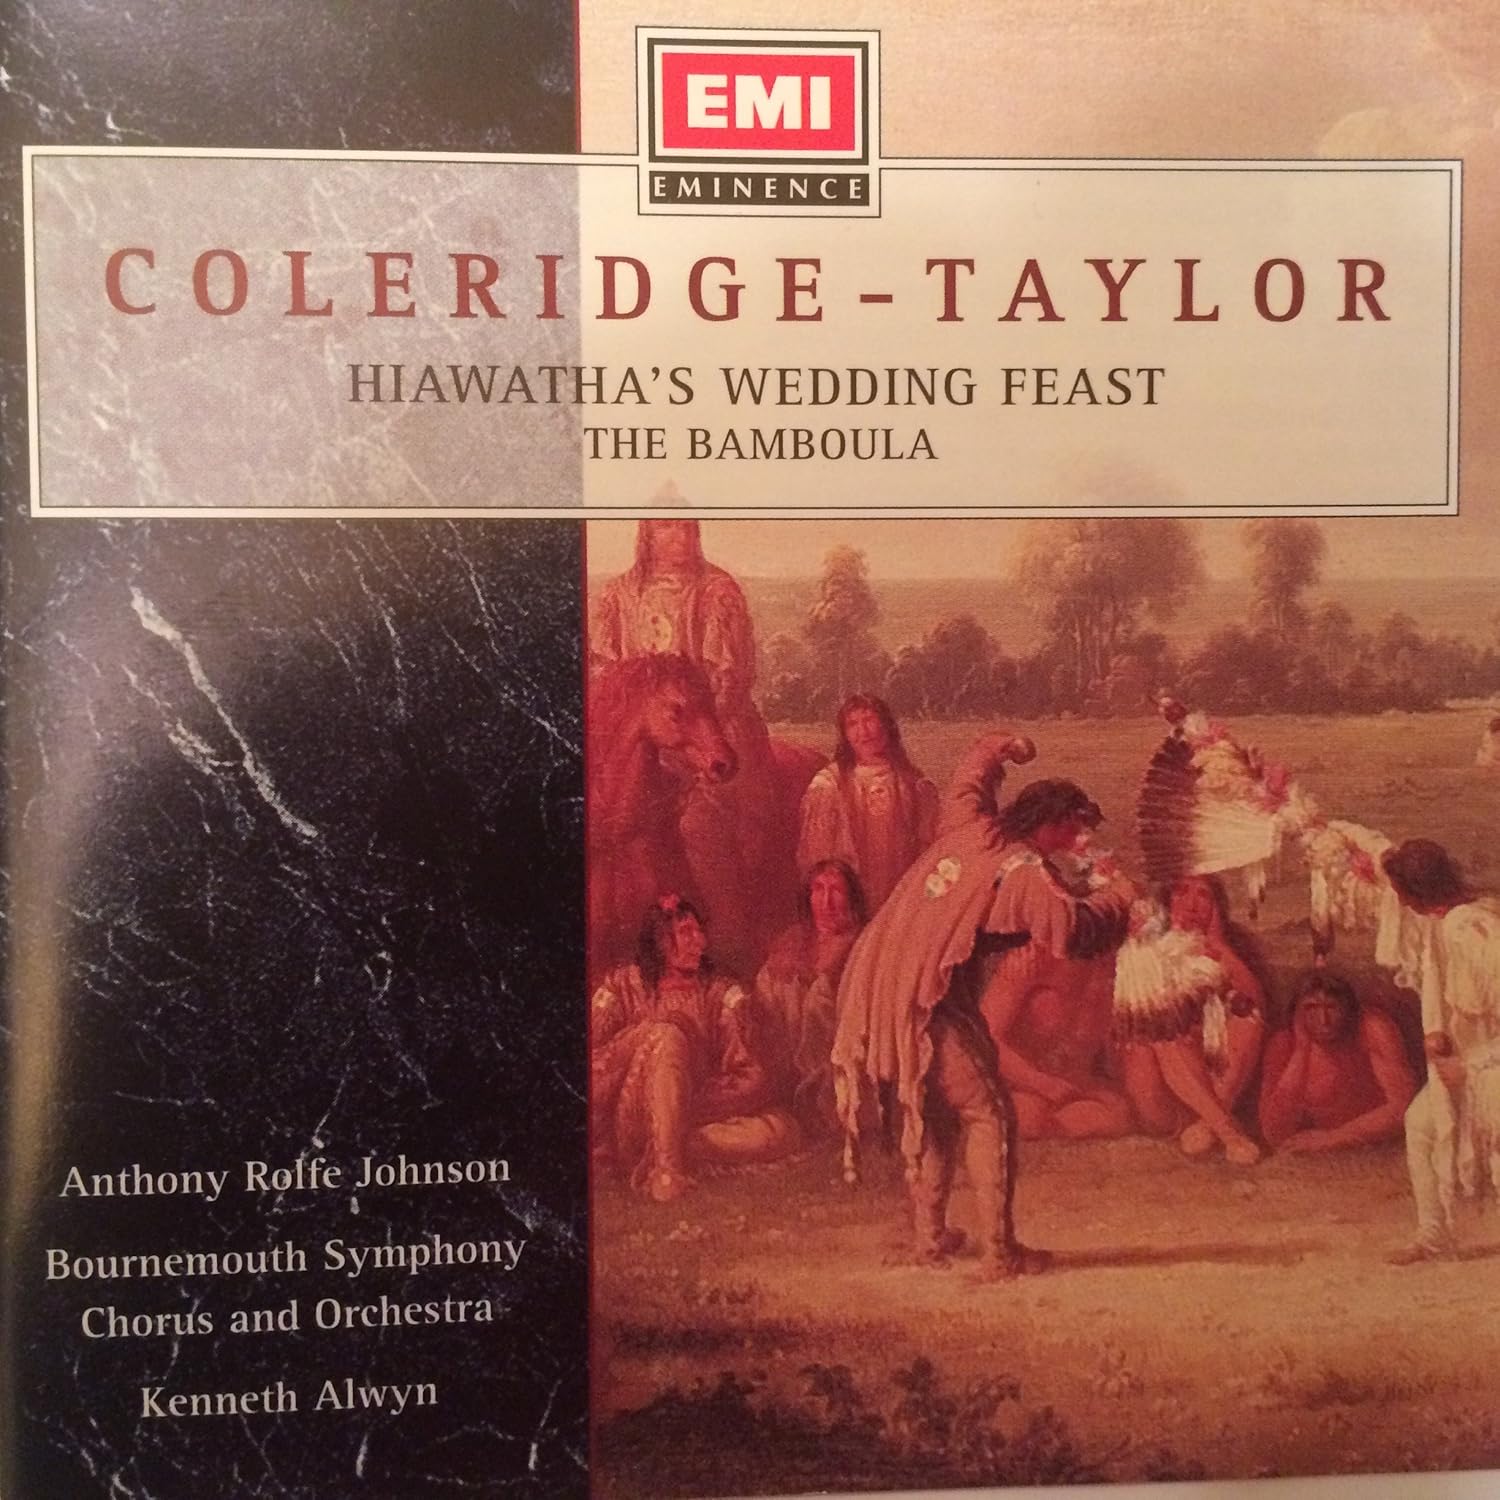 EMI
EMINENCE
COLERIDGE-TAYLOR
HIAWATHA'S WEDDING FEAST
THE BAMBOULA
Anthony Rolfe Johnson
Bournemouth Symphony
Chorus and Orchestra
Kenneth Alwyn